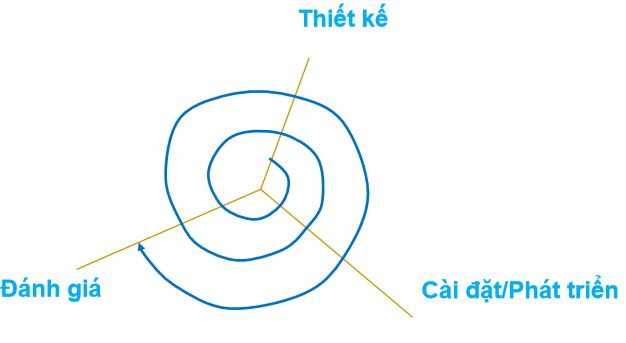 Thiết kế
Đánh giá
Cài đặt/Phát triển